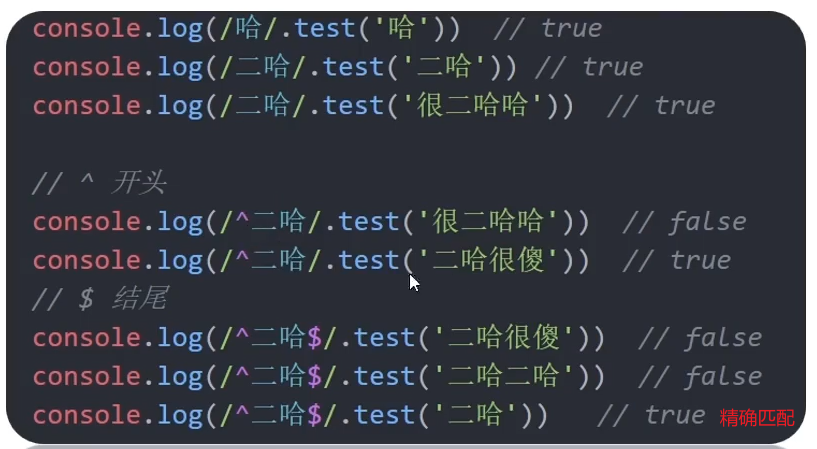 console.log(/哈/.test('哈'))  // true
console.log(/二哈/.test('二哈')) // true
console.log(/二哈/.test('很二哈哈'))  // true
// ^ 开头
console.log(/^二哈/.test('很二哈哈'))  // false
console.log(/^二哈/.test('二哈很傻'))  // true
// $ 结尾
console.log(/^二哈$/.test('二哈很傻'))  // false
console.log(/^二哈$/.test('二哈二哈'))  // false
console.log(/^二哈$/.test('二哈'))   // true 精确匹配